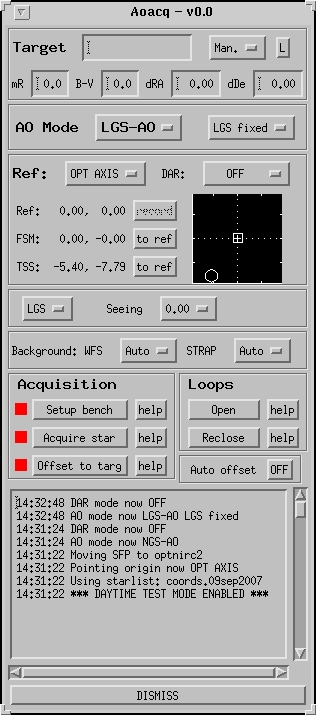 Aoacq - v0.0
Target Man. L
mR 0.0 B-V 0.0 dRA 0.00 dDe 0.00
AO Mode LGS-AO LGS fixed
Ref: OPT AXIS DAR: OFF
Ref: 0.00, 0.00 record
FSM: 0.00, -0.00 to ref
TSS: -5.40, -7.79 to ref
LGS Seeing 0.00
Background: WFS Auto STRAP Auto
Acquisition
Setup bench help
Acquire star help
Offset to targ help
Loops
Open help
Reclose help
Auto offset OFF
14:32:48 DAR mode now OFF
14:32:48 AO mode now LGS-AO LGS fixed
14:31:24 DAR mode now OFF
14:31:24 AO mode now NGS-AO
14:31:22 Moving SFP to optnirc2
14:31:22 Pointing origin now OPT AXIS
14:31:22 Using starlist: coords.09sep2007
14:31:22 *** DAYTIME TEST MODE ENABLED ***
DISMISS